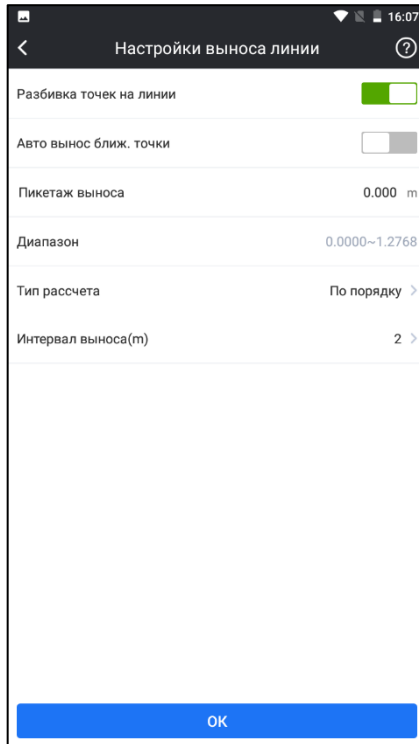 16:07
Настройки выноса линии
Разбивка точек на линии
Авто вынос ближ. точки
Пикетаж выноса 0.000 m
Диапазон 0.0000~1.2768
Тип рассчета По порядку
Интервал выноса(m) 2
ОК